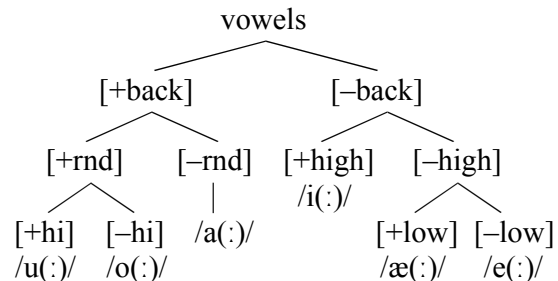 vowels
[+back] [–back]
[+rnd] [–rnd] [+high] [–high]
/i(ː)/
[+hi] [–hi] /a(ː)/ [+low] [–low]
/u(ː)/ /o(ː)/ /æ(ː)/ /e(ː)/